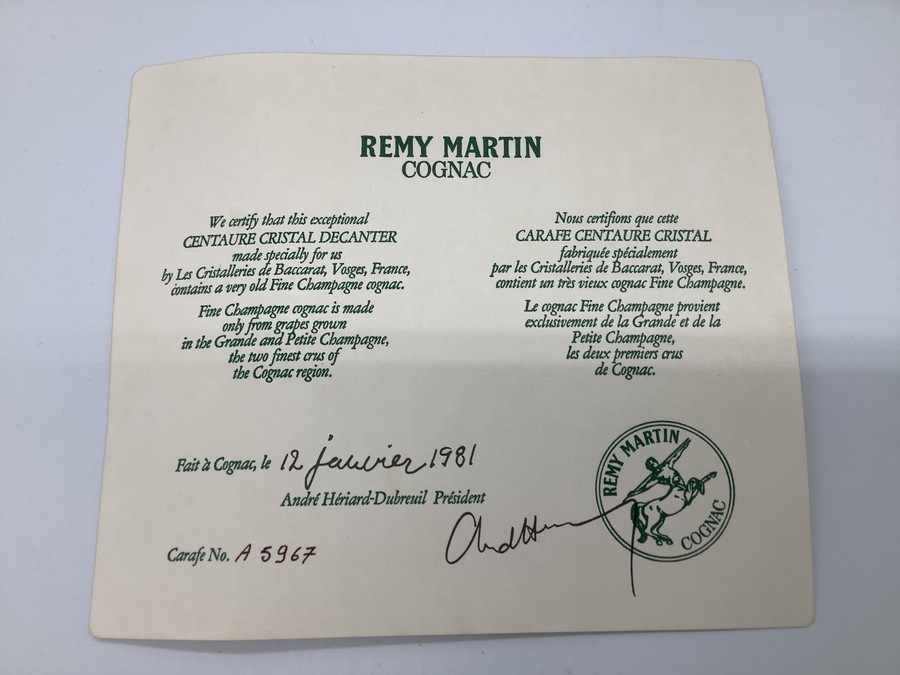 REMY MARTIN
COGNAC
We certify that this exceptional
CENTAURE CRISTAL DECANTER
made specially for us
by Les Cristalleries de Baccarat, Vosges, France,
contains a very old Fine Champagne cognac.
Fine Champagne cognac is made
only from grapes grown
in the Grande and Petite Champagne,
the two finest crus of
the Cognac region.
Nous certifions que cette
CARAFE CENTAURE CRISTAL
fabriquée spécialement
par les Cristalleries de Baccarat, Vosges, France,
contient un très vieux cognac Fine Champagne.
Le cognac Fine Champagne provient
exclusivement de la Grande et de la
Petite Champagne,
les deux premiers crus
de Cognac.
Fait à Cognac, le 12 janvier 1981
André Hériard-Dubreuil Président
Carafe No. A 5967
REMY MARTIN
COGNAC